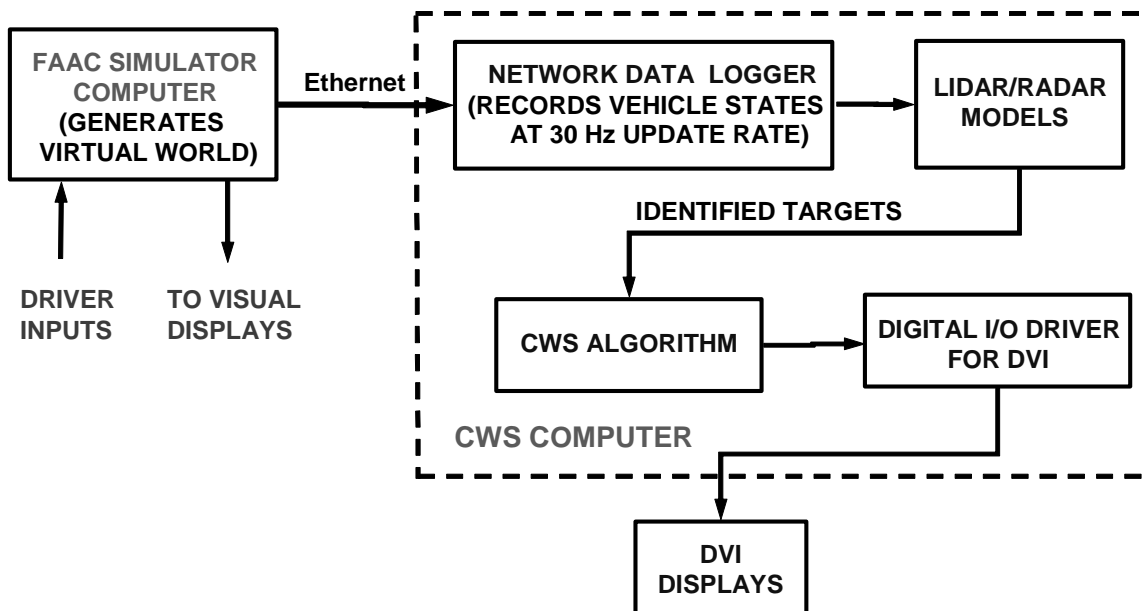 FAAC SIMULATOR
COMPUTER
(GENERATES
VIRTUAL WORLD)
Ethernet
NETWORK DATA LOGGER
(RECORDS VEHICLE STATES
AT 30 Hz UPDATE RATE)
LIDAR/RADAR
MODELS
IDENTIFIED TARGETS
DRIVER
INPUTS
TO VISUAL
DISPLAYS
CWS ALGORITHM
DIGITAL I/O DRIVER
FOR DVI
CWS COMPUTER
DVI
DISPLAYS